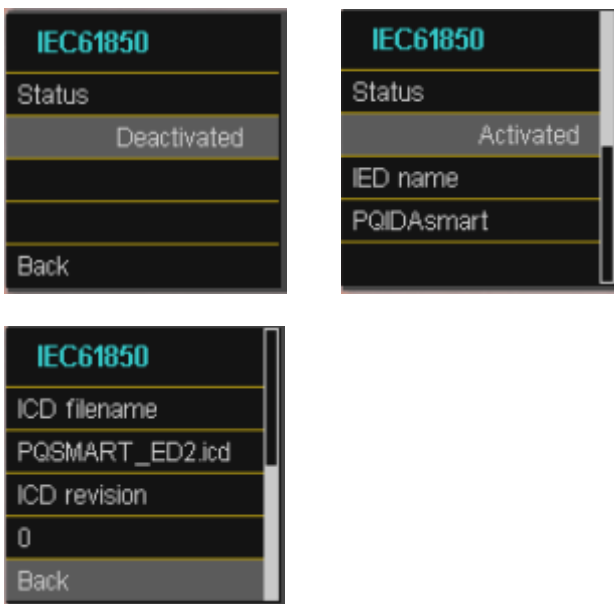 IEC61850
Status
Deactivated
Back
IEC61850
Status
Activated
IED name
PQIDAsmart
IEC61850
ICD filename
PQSMART_ED2.icd
ICD revision
0
Back